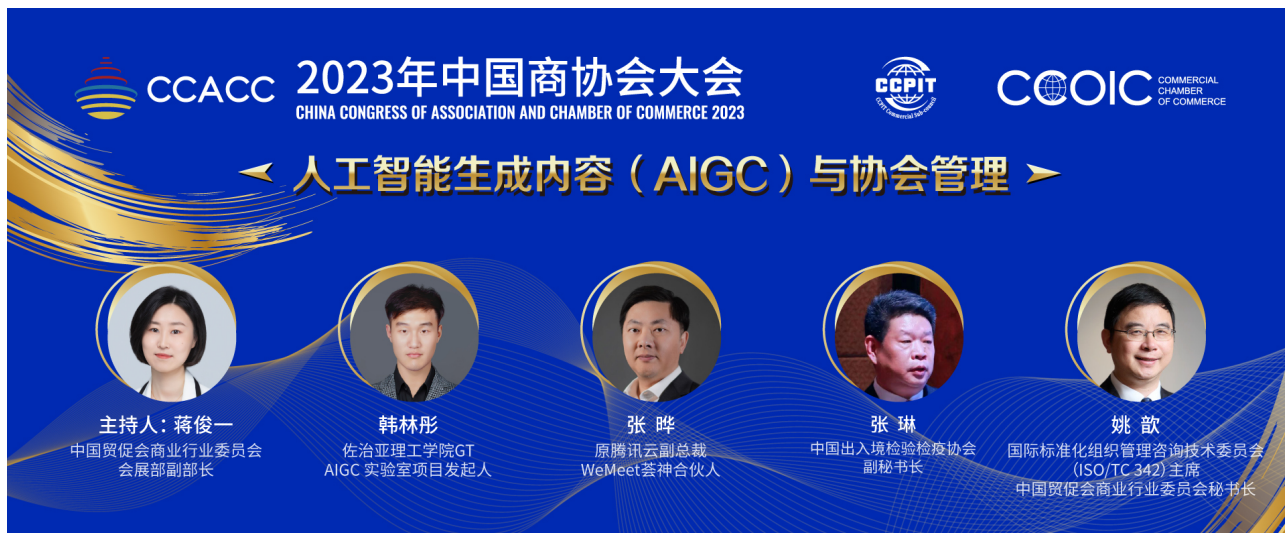 CCACC
2023年中国商协会大会
CHINA CONGRESS OF ASSOCIATION AND CHAMBER OF COMMERCE 2023
CCPIT
CCPIT Commercial Sub-council
CCOIC
COMMERCIAL
CHAMBER
OF COMMERCE
人工智能生成内容（AIGC）与协会管理
主持人：蒋俊一
中国贸促会商业行业委员会
会展部副部长
韩林彤
佐治亚理工学院GT
AIGC 实验室项目发起人
张 晔
原腾讯云副总裁
WeMeet荟神合伙人
张 琳
中国出入境检验检疫协会
副秘书长
姚 歆
国际标准化组织管理咨询技术委员会
（ISO/TC 342）主席
中国贸促会商业行业委员会秘书长